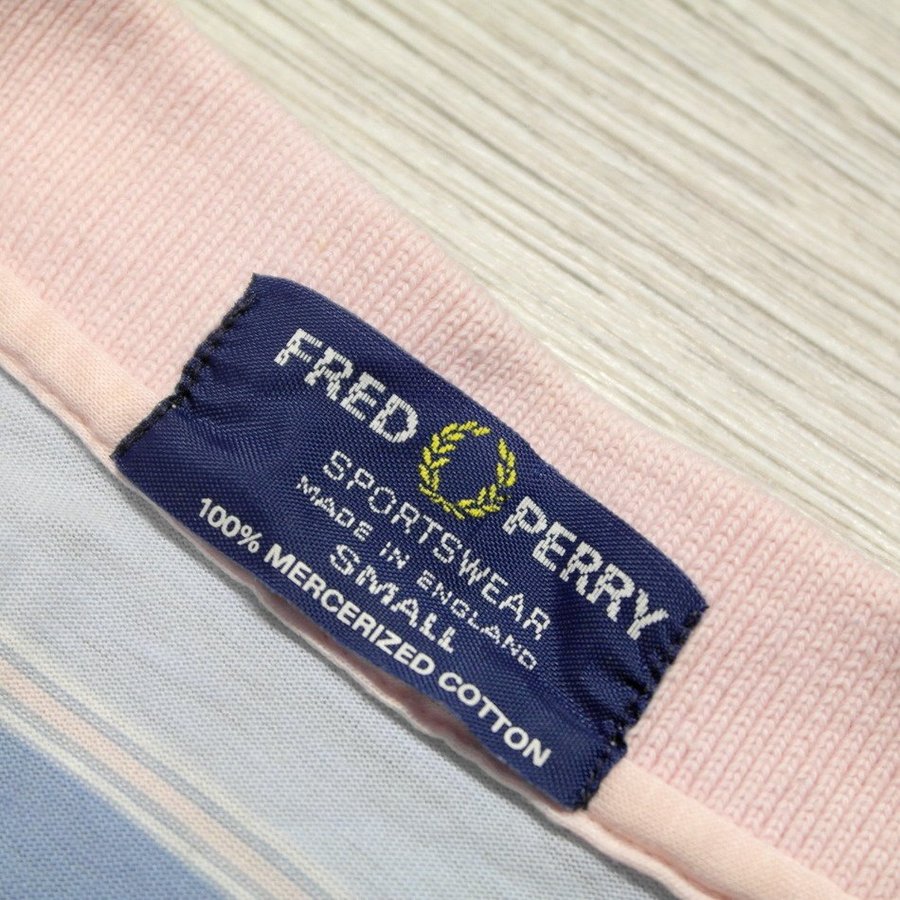 FRED PERRY
SPORTSWEAR
MADE IN ENGLAND
SMALL
100% MERCERIZED COTTON